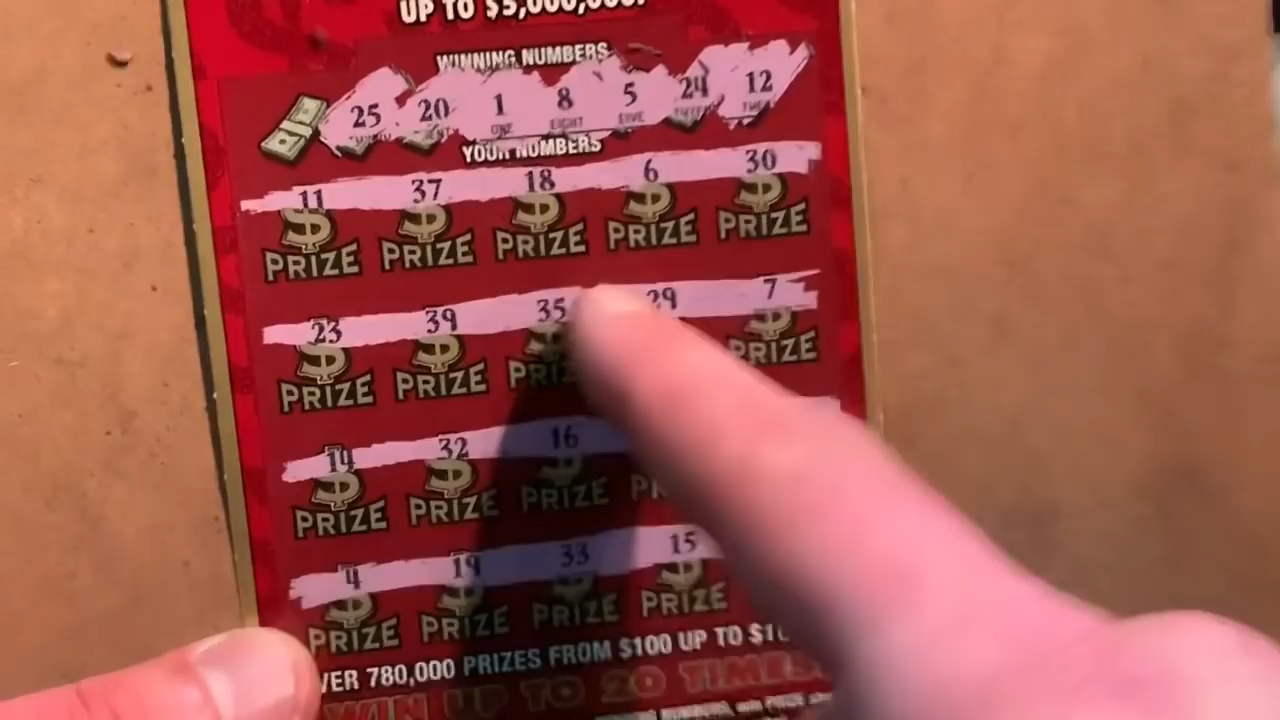 UP TO $5,000,000!
WINNING NUMBERS
25 20 1 8 5 24 12
ONE EIGHT FIVE
YOUR NUMBERS
11 37 18 6 30
PRIZE PRIZE PRIZE PRIZE PRIZE
23 39 35 29 7
PRIZE PRIZE PRIZE PRIZE
14 32 16
PRIZE PRIZE PRIZE PR
4 19 33 15
PRIZE PRIZE PRIZE PRIZE
VER 780,000 PRIZES FROM $100 UP TO $1
WIN UP TO 20 TIMES